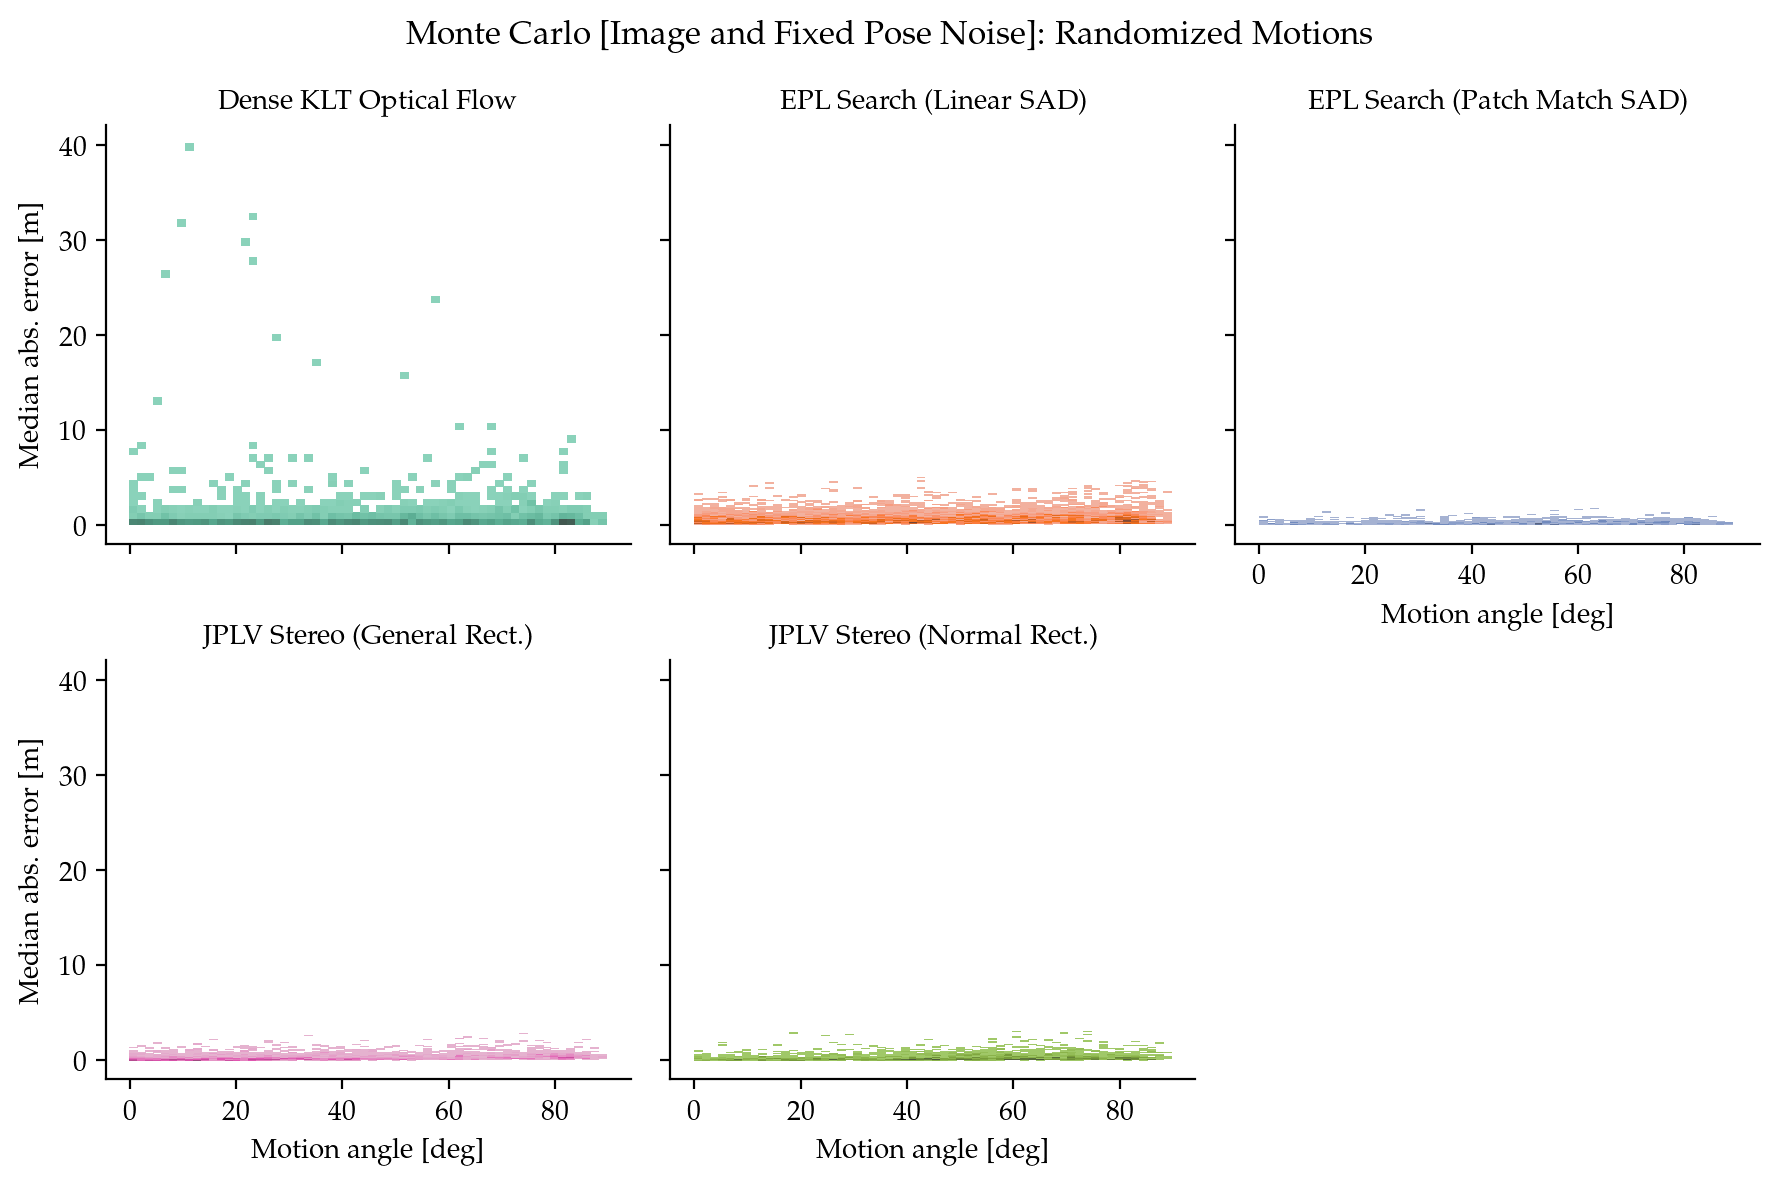 Monte Carlo [Image and Fixed Pose Noise]: Randomized Motions
Dense KLT Optical Flow
EPL Search (Linear SAD)
EPL Search (Patch Match SAD)
Median abs. error [m]
40
30
20
10
0
0 20 40 60 80
Motion angle [deg]
JPLV Stereo (General Rect.)
JPLV Stereo (Normal Rect.)
Median abs. error [m]
40
30
20
10
0
0 20 40 60 80
0 20 40 60 80
Motion angle [deg]
Motion angle [deg]